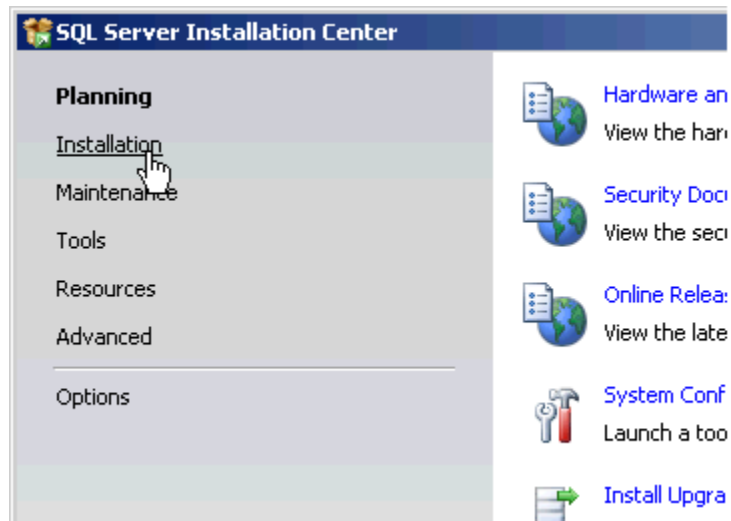 SQL Server Installation Center
Planning
Installation
Maintenance
Tools
Resources
Advanced
Options
Hardware an
View the har
Security Doc
View the sec
Online Relea
View the late
System Conf
Launch a too
Install Upgra